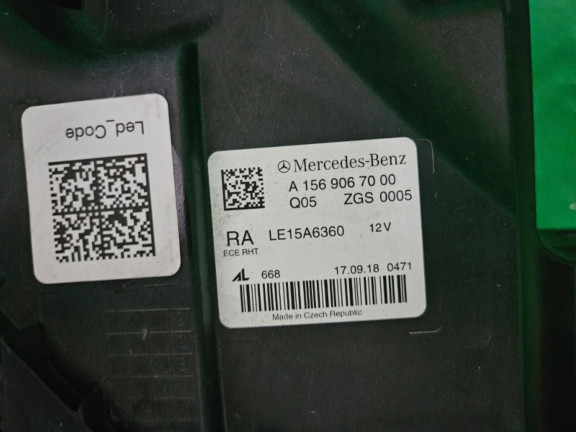 Led_Code
Mercedes-Benz
A 156 906 70 00
Q05 ZGS 0005
RA LE15A6360 12V
ECE RHT
AL 668 17.09.18 0471
Made in Czech Republic